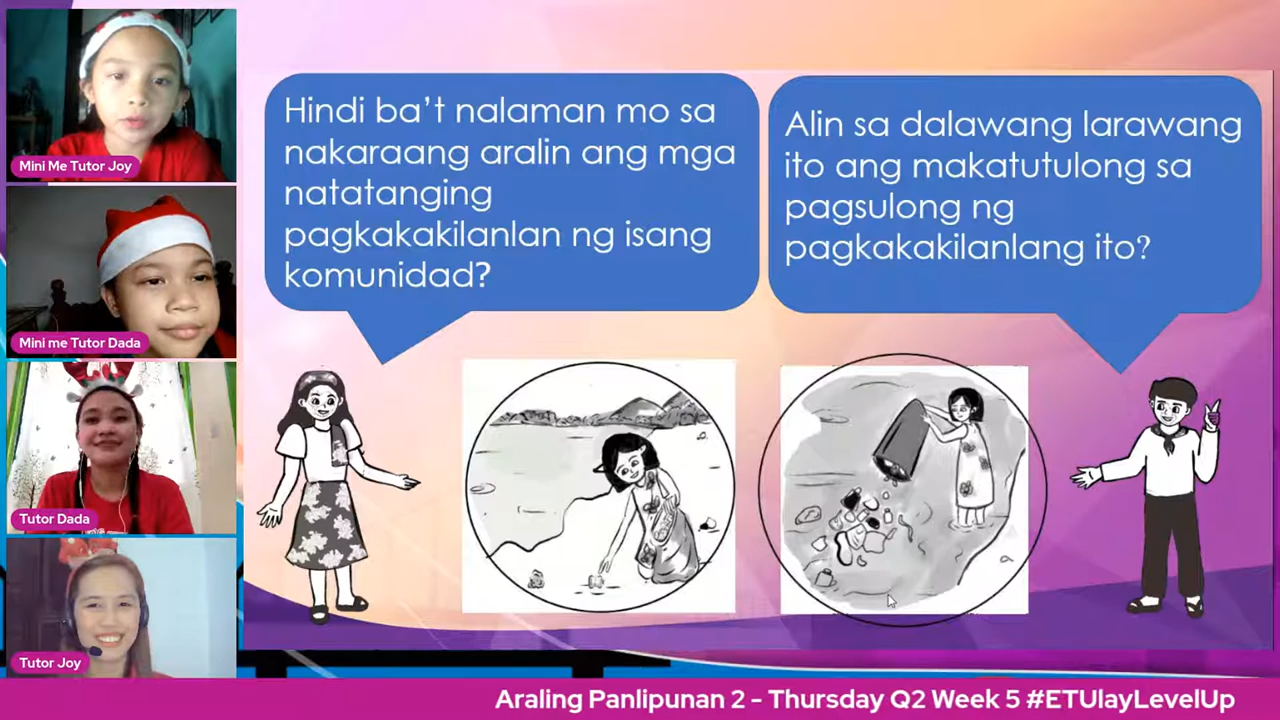 Hindi ba't nalaman mo sa
nakaraang aralin ang mga
natatanging
pagkakakilanlan ng isang
komunidad?
Alin sa dalawang larawang
ito ang makatutulong sa
pagsulong ng
pagkakakilanlang ito?
Mini Me Tutor Joy
Mini me Tutor Dada
Tutor Dada
Tutor Joy
Araling Panlipunan 2 - Thursday Q2 Week 5 #ETUlayLevelUp